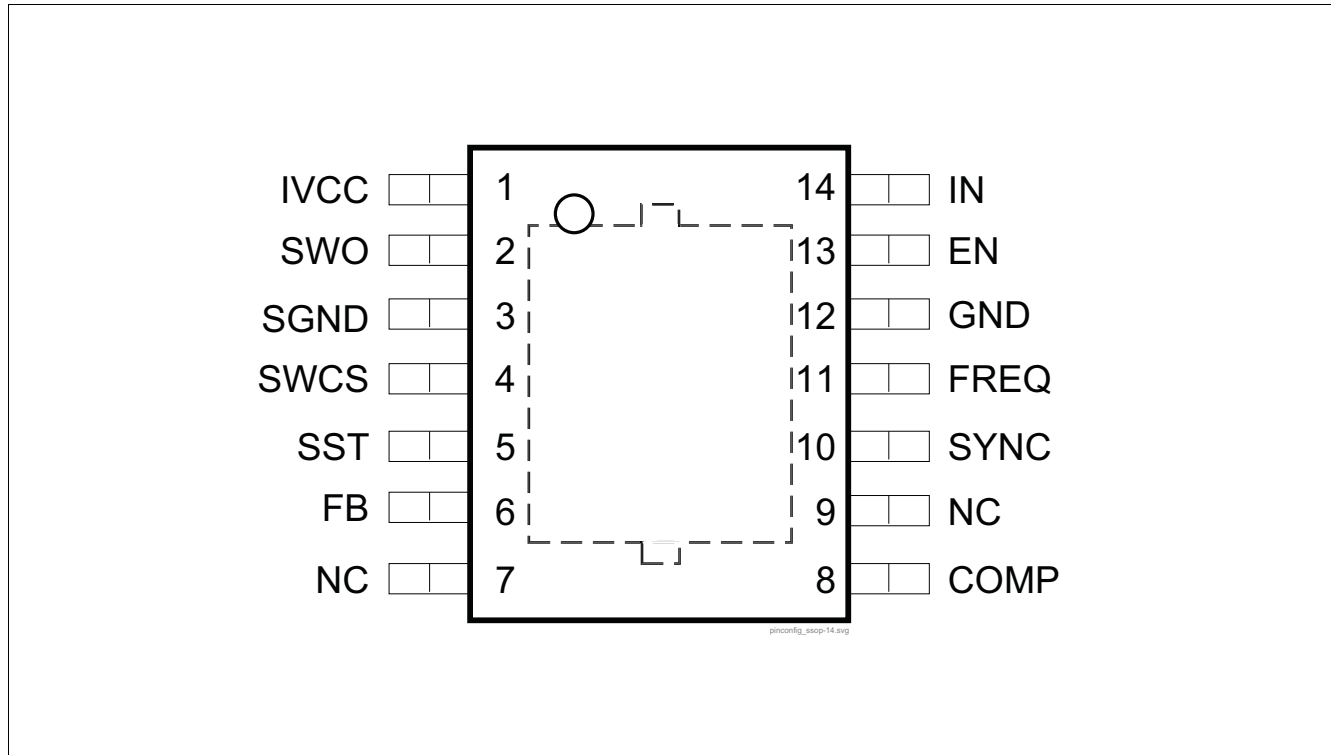 IVCC 1 14 IN
SWO 2 13 EN
SGND 3 12 GND
SWCS 4 11 FREQ
SST 5 10 SYNC
FB 6 9 NC
NC 7 8 COMP
pinconfig_ssop-14.svg